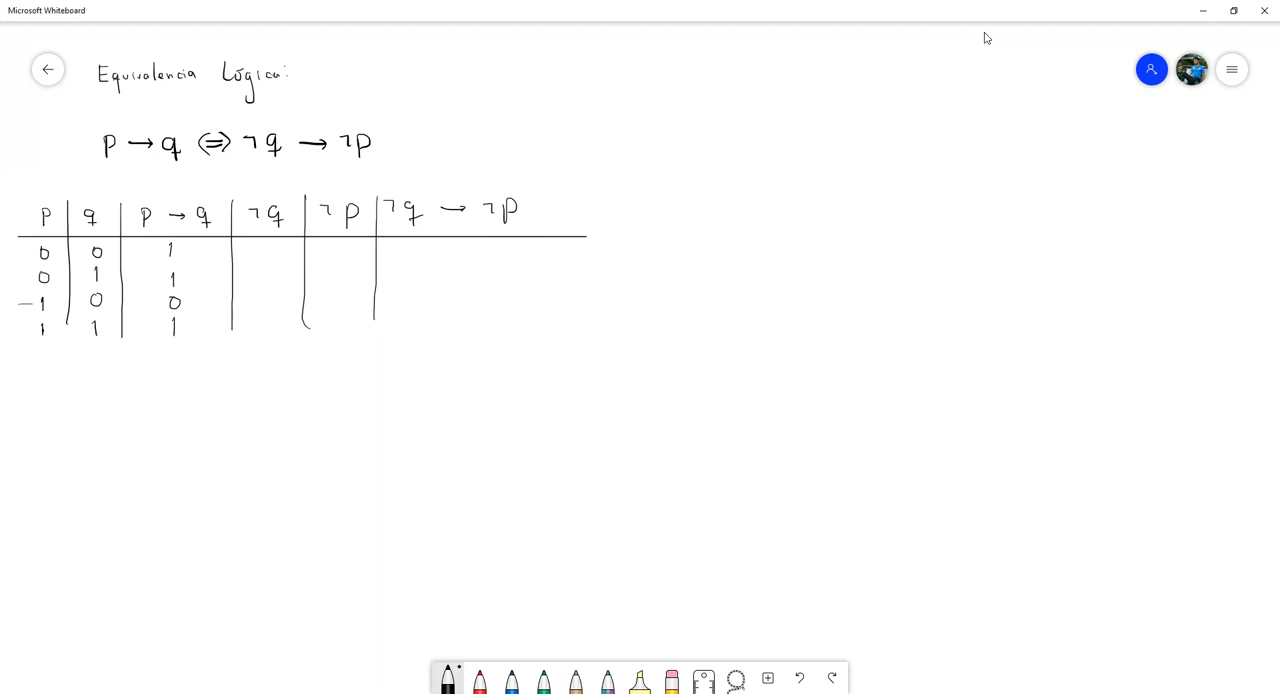 Microsoft Whiteboard
Equivalencia Lógica:
p → q ⟺ ¬q → ¬p
p q p → q ¬q ¬p ¬q → ¬p
0 0 1
0 1 1
–1 0 0
1 1 1